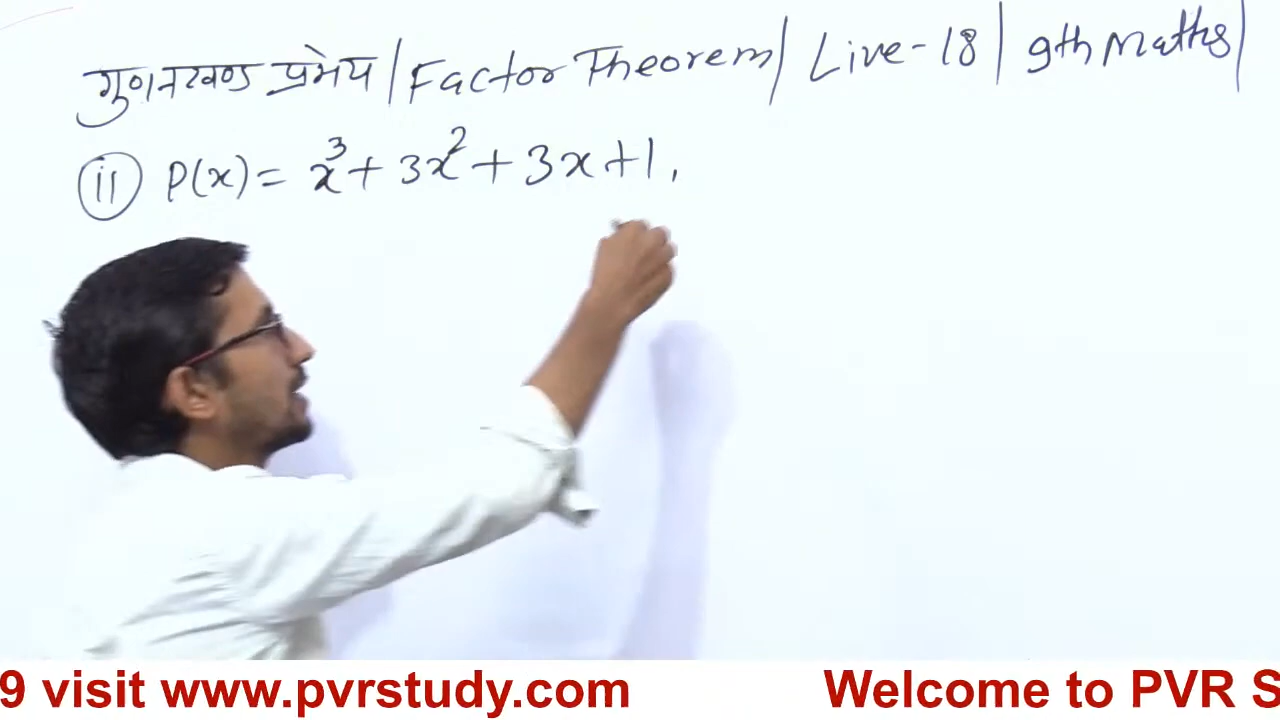 गुणनखण्ड प्रमेय | Factor Theorem | Live-18 | 9th Maths |
(ii) P(x) = x³ + 3x² + 3x + 1,
9 visit www.pvrstudy.com Welcome to PVR S